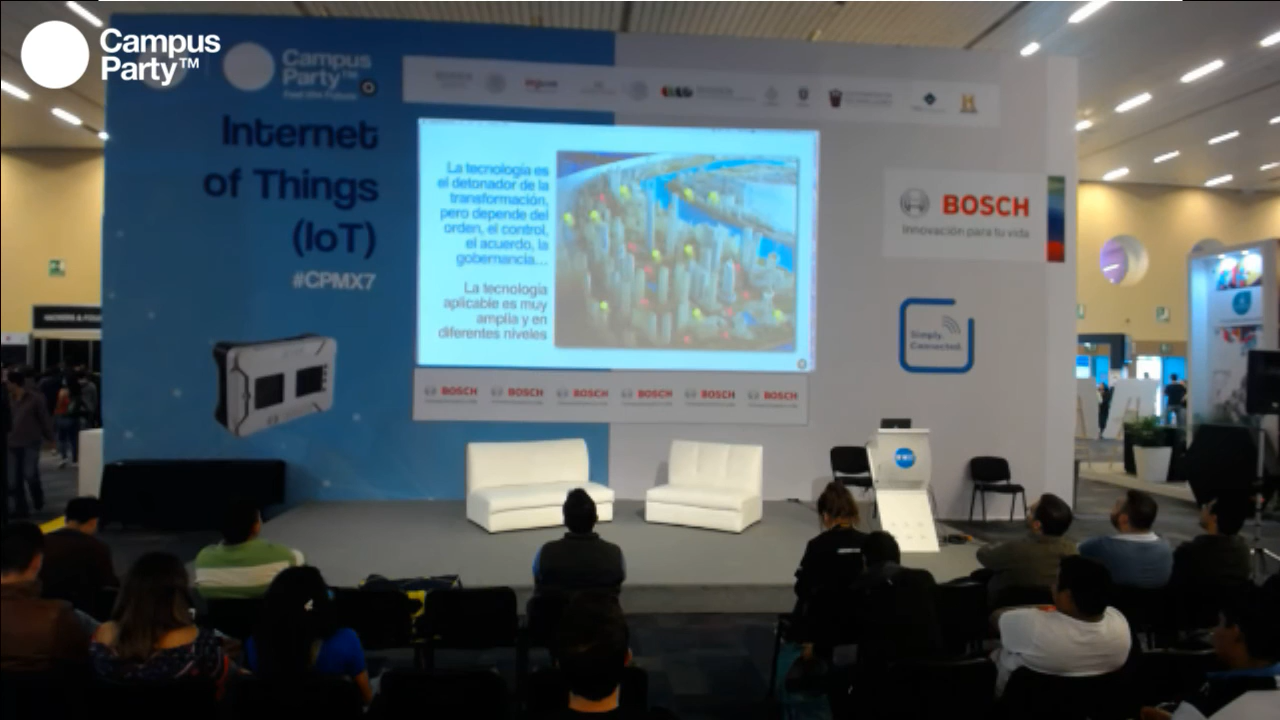 Campus
Party™
Campus
Party™
Internet
of Things
(IoT)
#CPMX7
La tecnología es
el detonador de la
transformación,
pero depende del
orden, el control,
el acuerdo, la
gobernanza...
La tecnología
aplicable es muy
amplia y en
diferentes niveles
BOSCH
Innovación para tu vida
Simply.
Connected.
BOSCH BOSCH BOSCH BOSCH BOSCH BOSCH